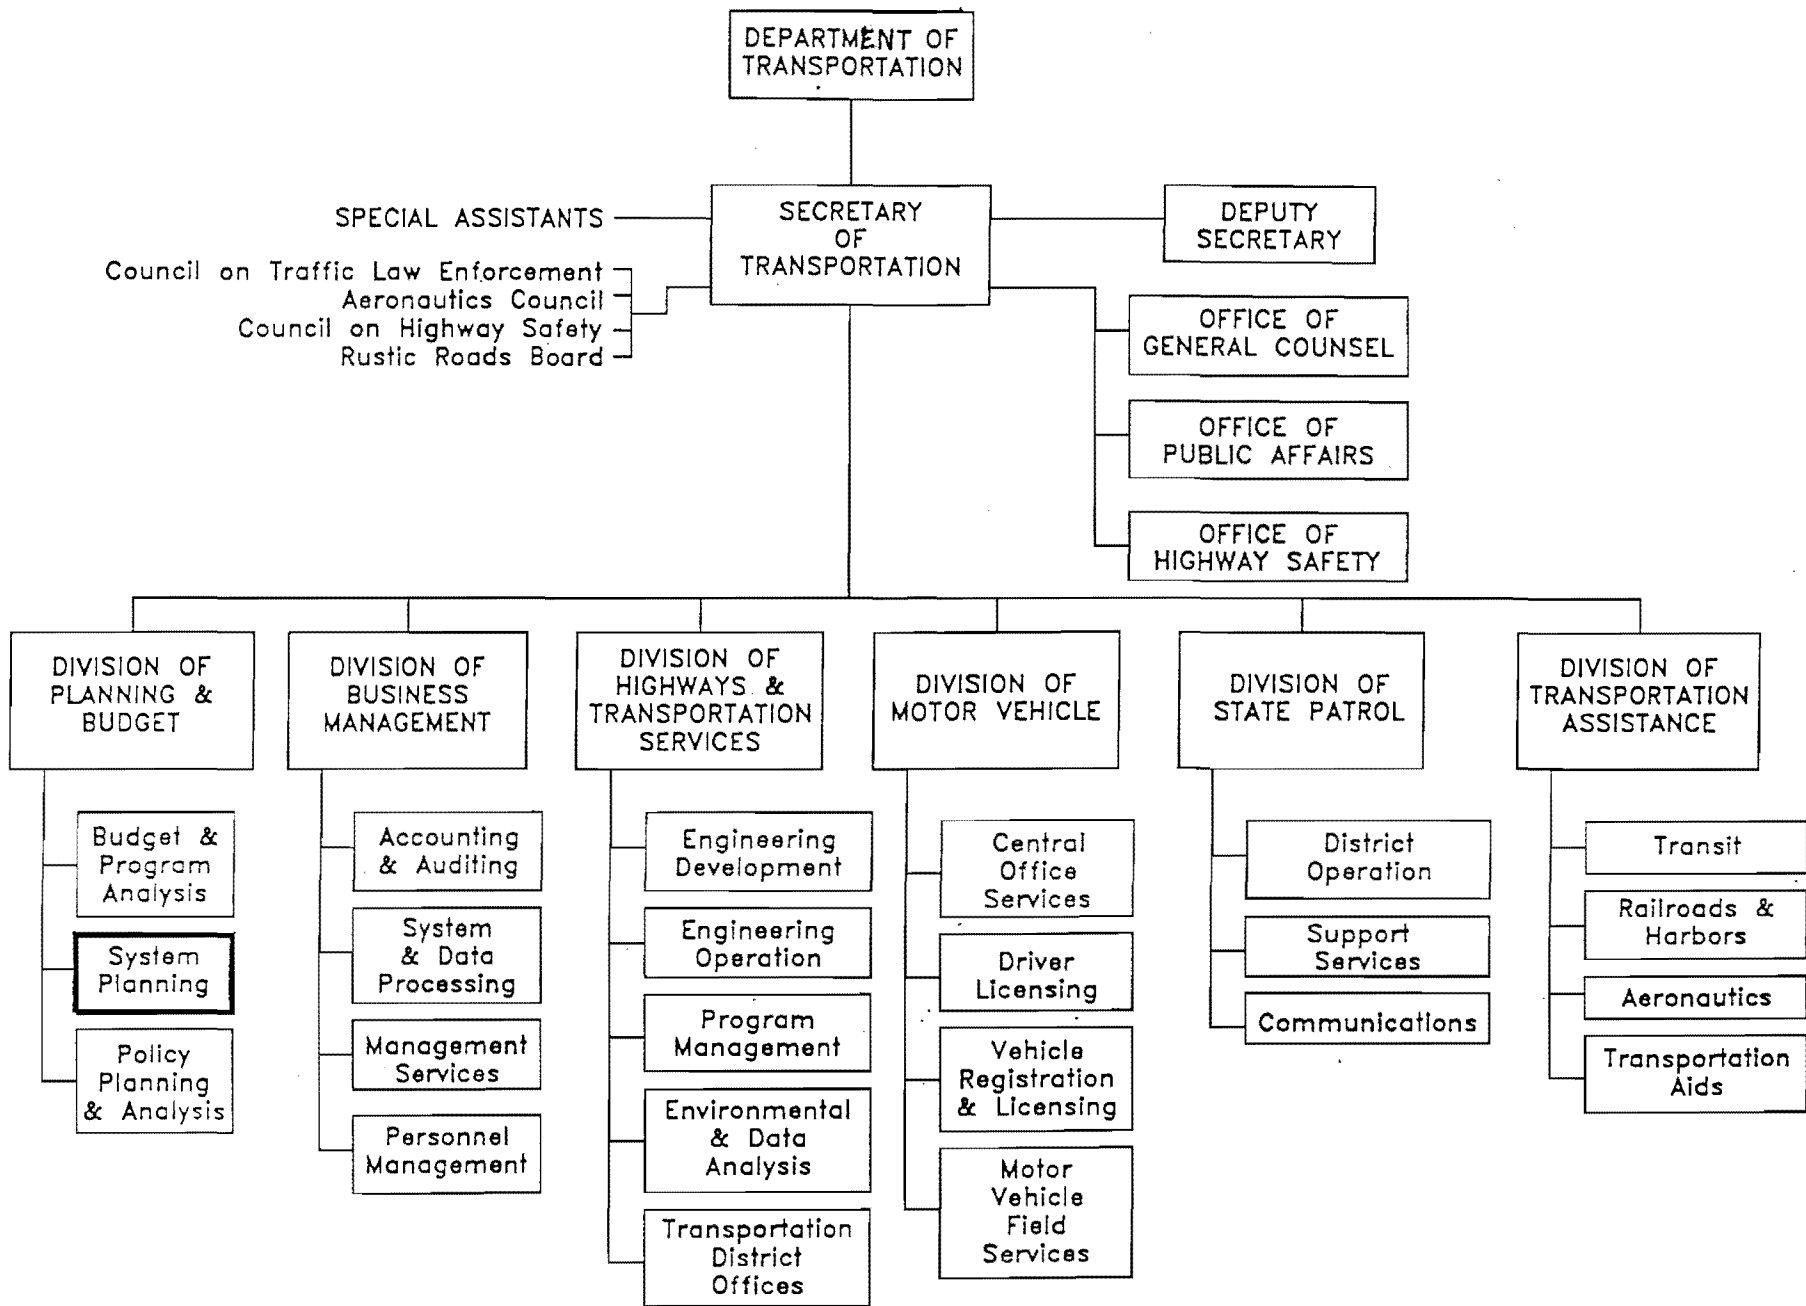 DEPARTMENT OF
TRANSPORTATION
SPECIAL ASSISTANTS
SECRETARY
OF
TRANSPORTATION
DEPUTY
SECRETARY
Council on Traffic Law Enforcement
Aeronautics Council
Council on Highway Safety
Rustic Roads Board
OFFICE OF
GENERAL COUNSEL
OFFICE OF
PUBLIC AFFAIRS
OFFICE OF
HIGHWAY SAFETY
DIVISION OF
PLANNING &
BUDGET
Budget &
Program
Analysis
System
Planning
Policy
Planning
& Analysis
DIVISION OF
BUSINESS
MANAGEMENT
Accounting
& Auditing
System
& Data
Processing
Management
Services
Personnel
Management
DIVISION OF
HIGHWAYS &
TRANSPORTATION
SERVICES
Engineering
Development
Engineering
Operation
Program
Management
Environmental
& Data
Analysis
Transportation
District
Offices
DIVISION OF
MOTOR VEHICLE
Central
Office
Services
Driver
Licensing
Vehicle
Registration
& Licensing
Motor
Vehicle
Field
Services
DIVISION OF
STATE PATROL
District
Operation
Support
Services
Communications
DIVISION OF
TRANSPORTATION
ASSISTANCE
Transit
Railroads &
Harbors
Aeronautics
Transportation
Aids